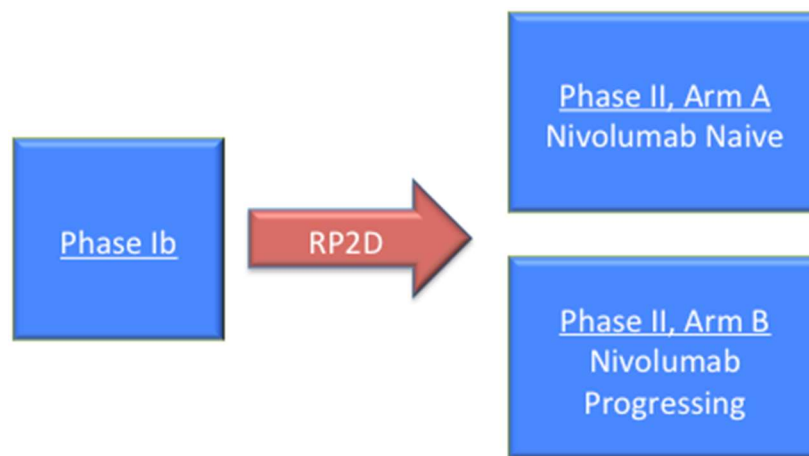 Phase Ib
RP2D
Phase II, Arm A
Nivolumab Naive
Phase II, Arm B
Nivolumab
Progressing